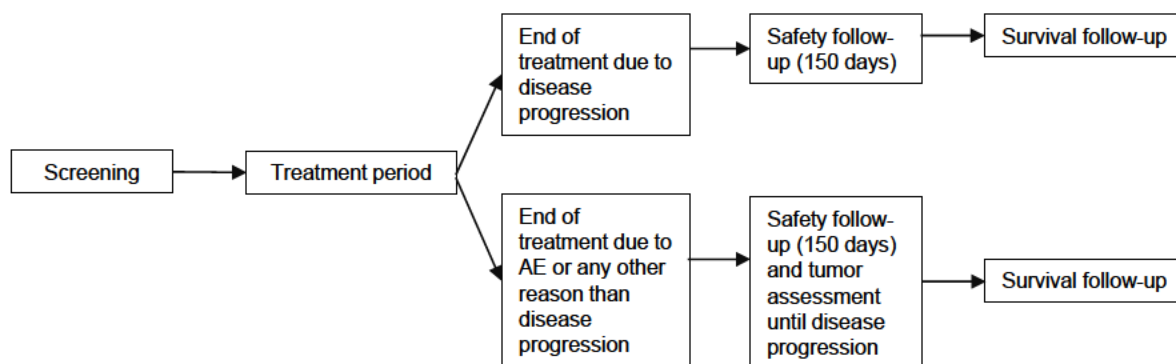 Screening
Treatment period
End of
treatment due to
disease
progression
Safety follow-
up (150 days)
Survival follow-up
End of
treatment due to
AE or any other
reason than
disease
progression
Safety follow-
up (150 days)
and tumor
assessment
until disease
progression
Survival follow-up